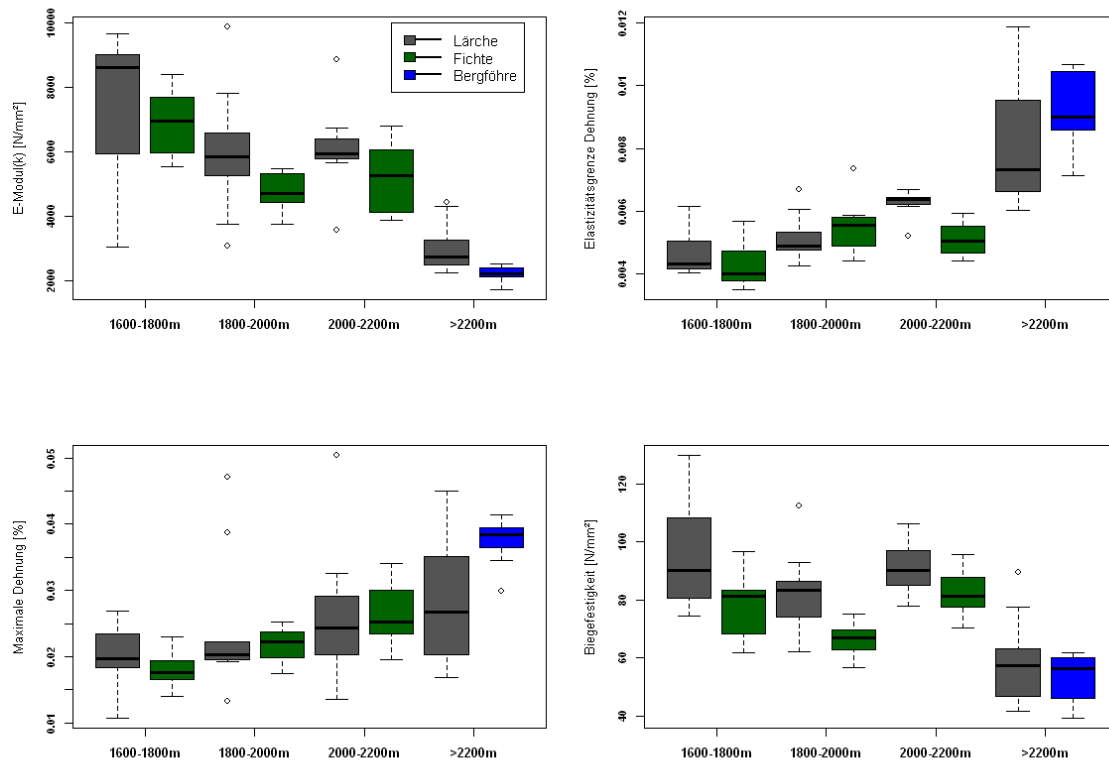 E-Modul(k) [N/mm²]
10000
8000
6000
4000
2000
Lärche
Fichte
Bergföhre
1600-1800m
1800-2000m
2000-2200m
>2200m
Elastizitätsgrenze Dehnung [%]
0.012
0.01
0.008
0.006
0.004
1600-1800m
1800-2000m
2000-2200m
>2200m
Maximale Dehnung [%]
0.05
0.04
0.03
0.02
0.01
1600-1800m
1800-2000m
2000-2200m
>2200m
Biegefestigkeit [N/mm²]
120
100
80
60
40
1600-1800m
1800-2000m
2000-2200m
>2200m